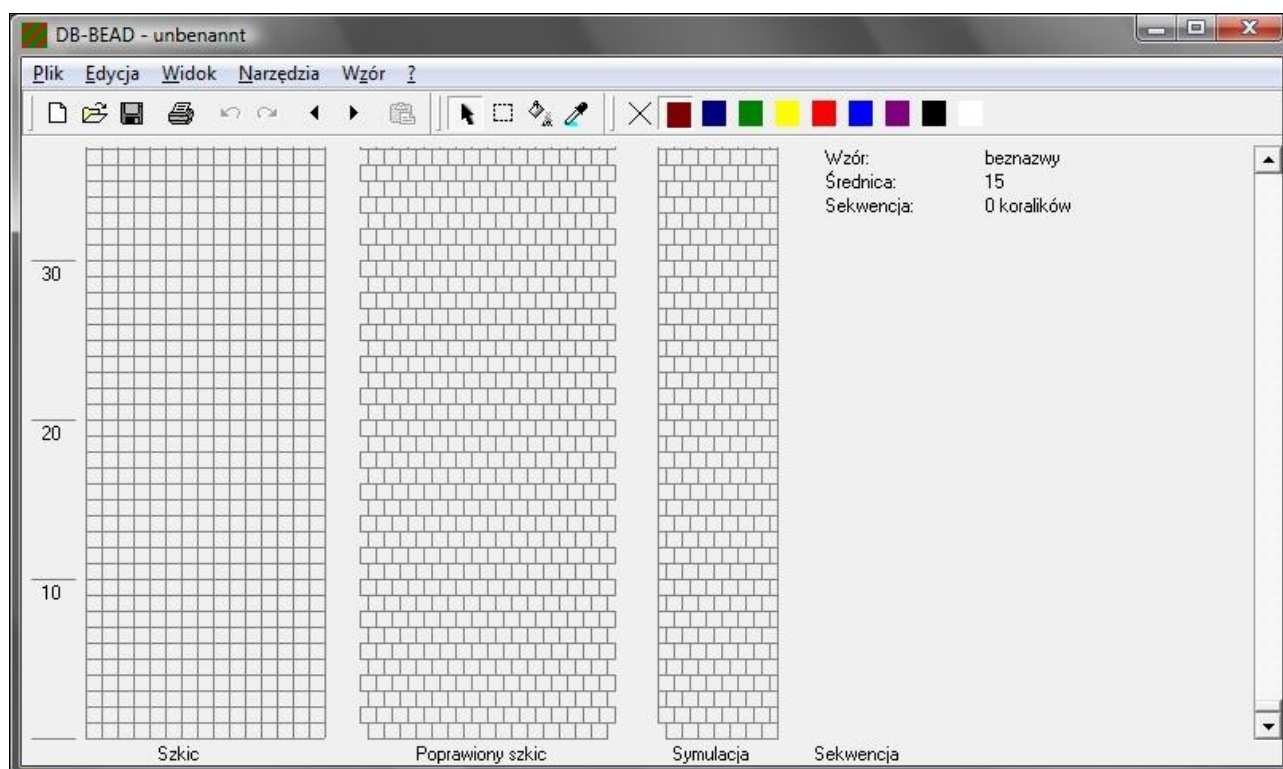 DB-BEAD - unbenannt
Plik Edycja Widok Narzędzia Wzór ?
Wzór: beznazwy
Średnica: 15
Sekwencja: 0 koralików
30
20
10
Szkic Poprawiony szkic Symulacja Sekwencja